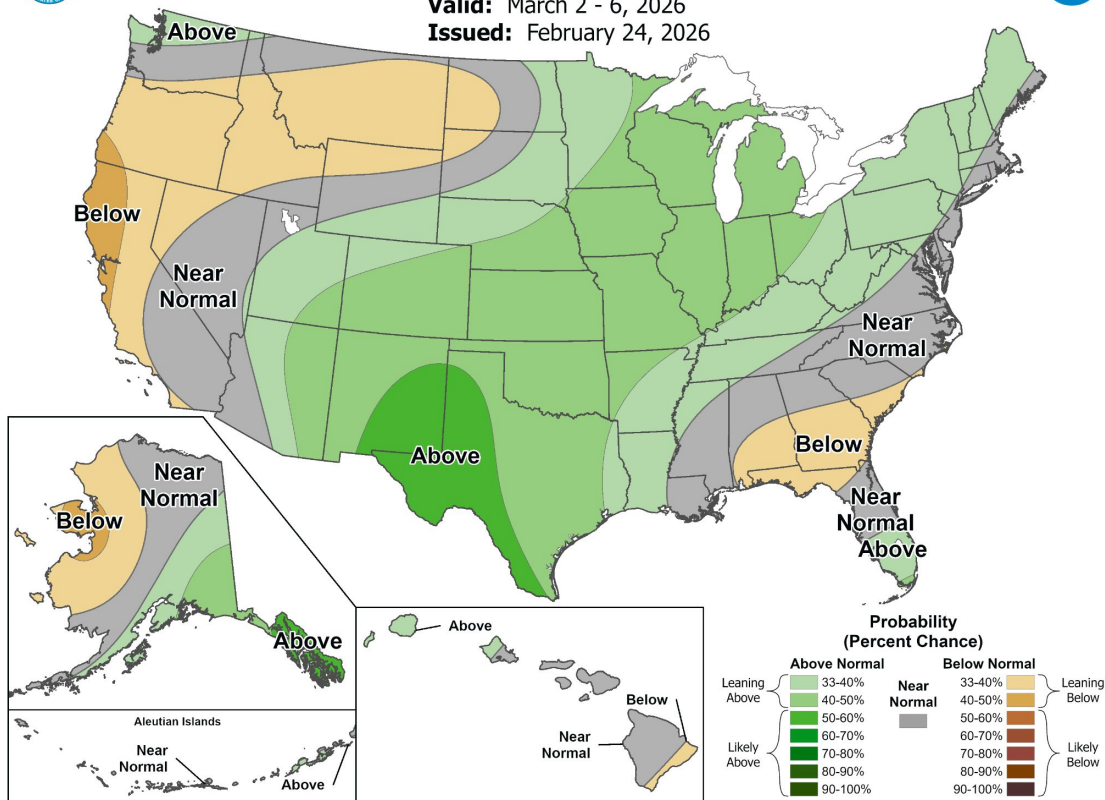 Valid: March 2 - 6, 2026
Issued: February 24, 2026
Above
Below
Near
Normal
Near
Normal
Above
Below
Near
Normal
Above
Near
Normal
Below
Above
Aleutian Islands
Near
Normal
Above
Above
Below
Near
Normal
Probability
(Percent Chance)
Above Normal
Below Normal
Leaning
Above
33-40%
40-50%
Near
Normal
33-40%
40-50%
Leaning
Below
Likely
Above
50-60%
60-70%
70-80%
80-90%
90-100%
50-60%
60-70%
70-80%
80-90%
90-100%
Likely
Below